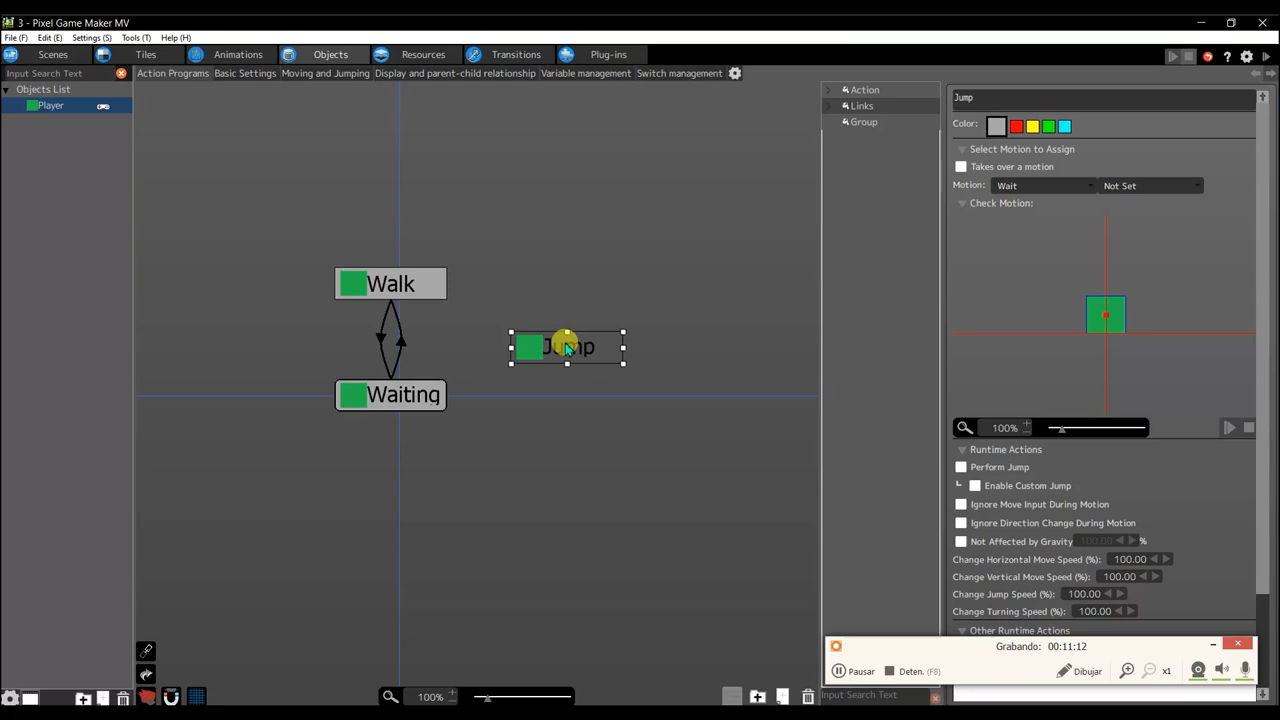 3 - Pixel Game Maker MV
File (F) Edit (E) Settings (S) Tools (T) Help (H)
Scenes Tiles Animations Objects Resources Transitions Plug-ins
Input Search Text Action Programs Basic Settings Moving and Jumping Display and parent-child relationship Variable management Switch management
Objects List
Player
Action
Links
Group
Jump
Color:
Select Motion to Assign
Takes over a motion
Motion: Wait Not Set
Check Motion:
Walk
Jump
Waiting
100%
Runtime Actions
Perform Jump
Enable Custom Jump
Ignore Move Input During Motion
Ignore Direction Change During Motion
Not Affected by Gravity 100.00 %
Change Horizontal Move Speed (%): 100.00
Change Vertical Move Speed (%): 100.00
Change Jump Speed (%): 100.00
Change Turning Speed (%): 100.00
Other Runtime Actions
Grabando: 00:11:12
Pausar Deten. (F8) Dibujar x1
100%
Input Search Text